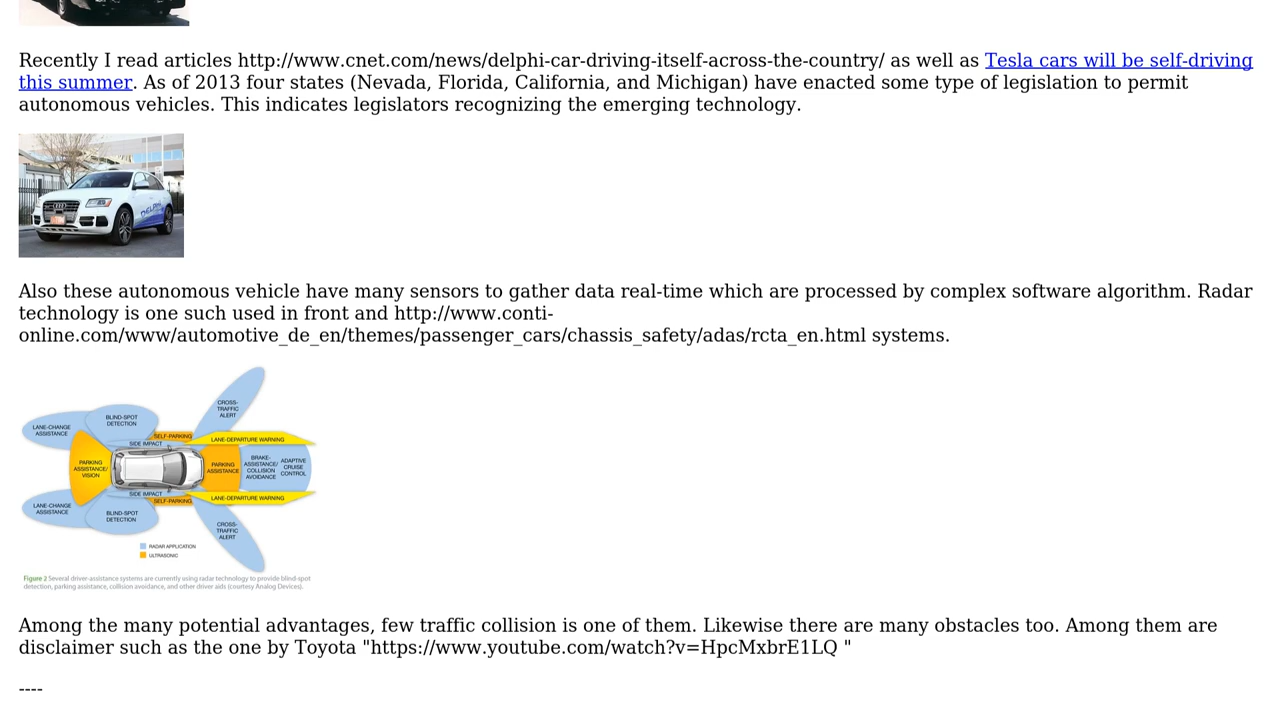 Recently I read articles http://www.cnet.com/news/delphi-car-driving-itself-across-the-country/ as well as Tesla cars will be self-driving
this summer. As of 2013 four states (Nevada, Florida, California, and Michigan) have enacted some type of legislation to permit
autonomous vehicles. This indicates legislators recognizing the emerging technology.
DELPHI
Also these autonomous vehicle have many sensors to gather data real-time which are processed by complex software algorithm. Radar
technology is one such used in front and http://www.conti-
online.com/www/automotive_de_en/themes/passenger_cars/chassis_safety/adas/rcta_en.html systems.
CROSS-
TRAFFIC
ALERT
BLIND-SPOT
DETECTION
LANE-CHANGE
ASSISTANCE
SELF-PARKING
LANE-DEPARTURE WARNING
SIDE IMPACT
PARKING
ASSISTANCE/
VISION
PARKING
ASSISTANCE
BRAKE-
ASSISTANCE/
COLLISION
AVOIDANCE
ADAPTIVE
CRUISE
CONTROL
SIDE IMPACT
SELF-PARKING
LANE-DEPARTURE WARNING
LANE-CHANGE
ASSISTANCE
BLIND-SPOT
DETECTION
CROSS-
TRAFFIC
ALERT
RADAR APPLICATION
ULTRASONIC
Figure 2 Several driver-assistance systems are currently using radar technology to provide blind-spot
detection, parking assistance, collision avoidance, and other driver aids (courtesy Analog Devices).
Among the many potential advantages, few traffic collision is one of them. Likewise there are many obstacles too. Among them are
disclaimer such as the one by Toyota "https://www.youtube.com/watch?v=HpcMxbrE1LQ "
----